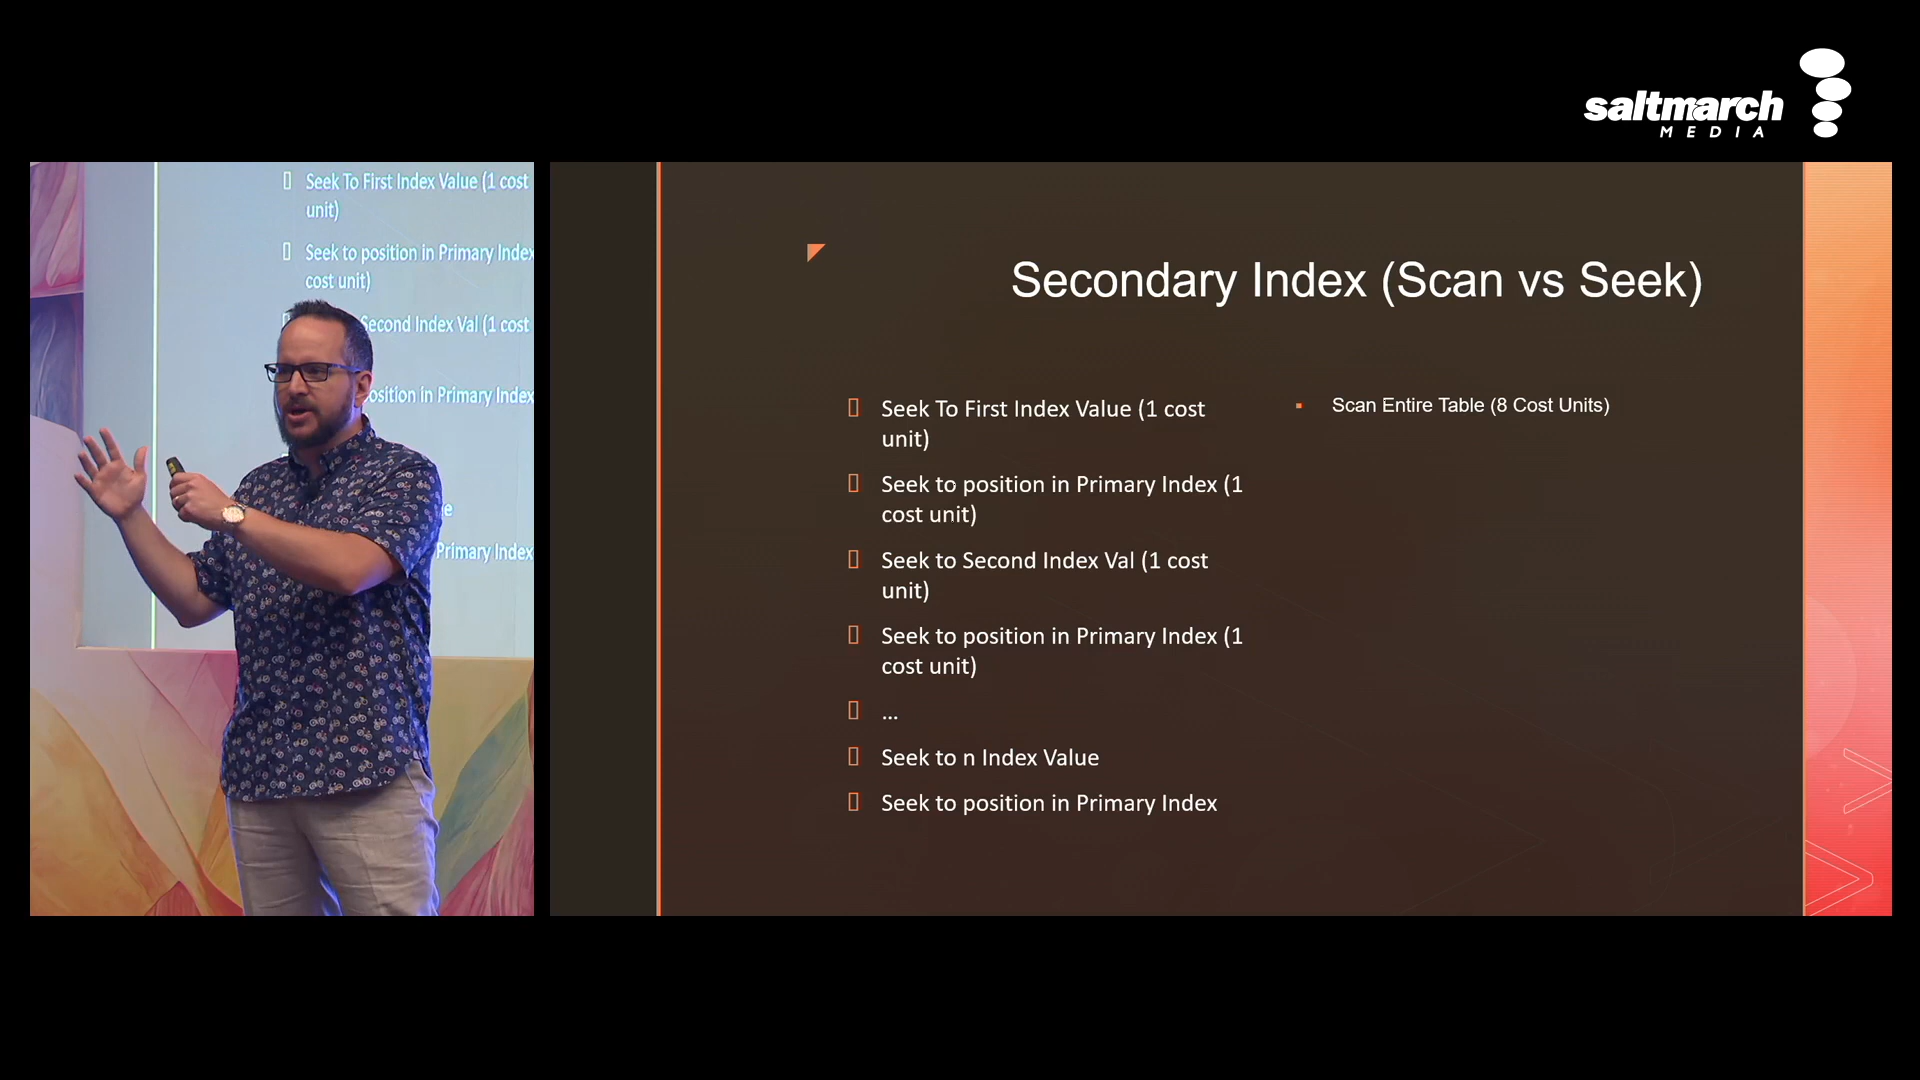 saltmarch
MEDIA
Seek To First Index Value (1 cost
unit)
Seek to position in Primary Index
cost unit)
Second Index Val (1 cost
position in Primary Index
Primary Index
Secondary Index (Scan vs Seek)
Seek To First Index Value (1 cost
unit)
Seek to position in Primary Index (1
cost unit)
Seek to Second Index Val (1 cost
unit)
Seek to position in Primary Index (1
cost unit)
...
Seek to n Index Value
Seek to position in Primary Index
Scan Entire Table (8 Cost Units)